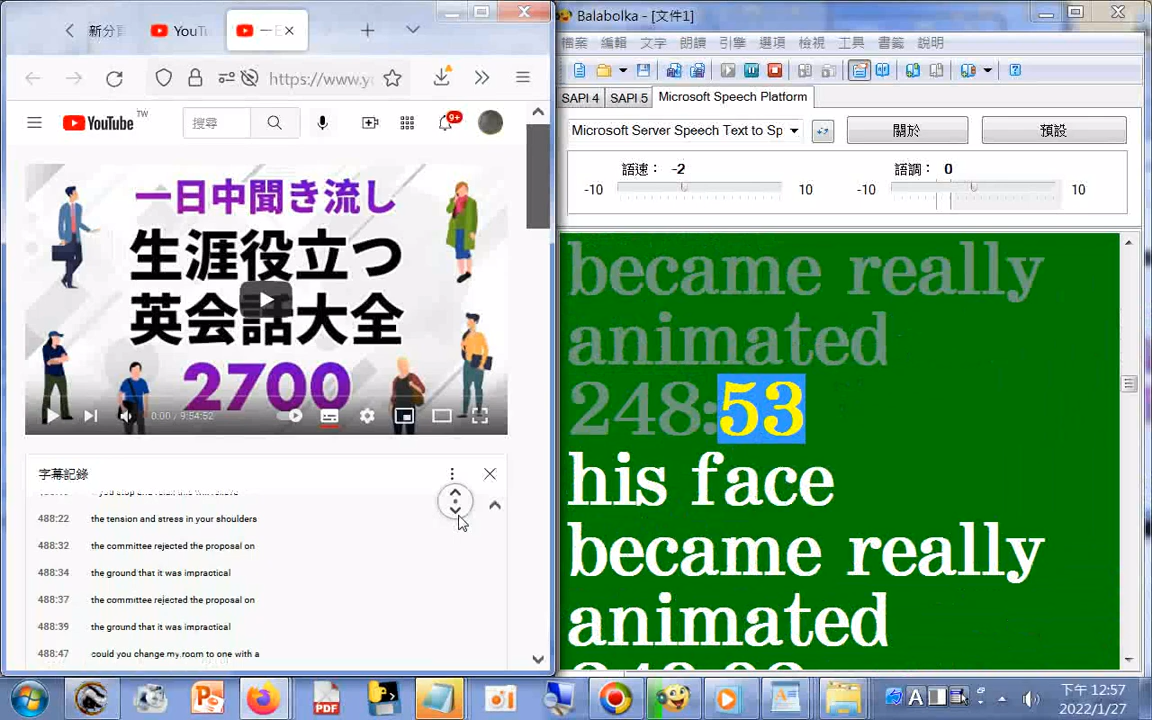 新分
YouTu
一日
https://www.yo
YouTube TW
搜尋
9+
一日中聞き流し
生涯役立つ
英会話大全
2700
0:00 / 9:54:52
字幕記錄
488:22 the tension and stress in your shoulders
488:32 the committee rejected the proposal on
488:34 the ground that it was impractical
488:37 the committee rejected the proposal on
488:39 the ground that it was impractical
488:47 could you change my room to one with a
Balabolka - [文件1]
檔案 編輯 文字 朗讀 引擎 選項 檢視 工具 書籤 說明
SAPI 4 SAPI 5 Microsoft Speech Platform
Microsoft Server Speech Text to Sp
關於
預設
語速： -2
-10 10
語調： 0
-10 10
became really
animated
248:53
his face
became really
animated
PDF
A
下午 12:57
2022/1/27